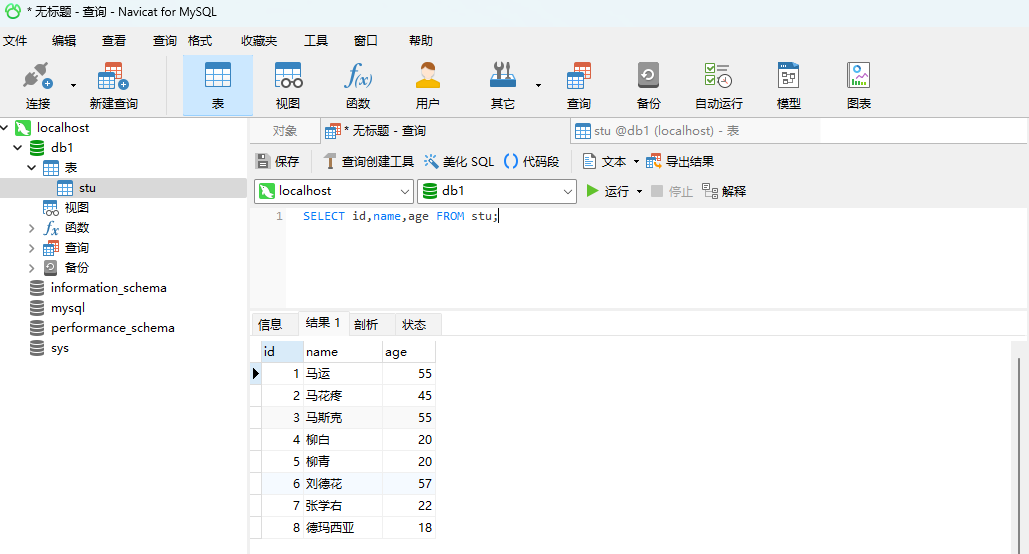 * 无标题 - 查询 - Navicat for MySQL
文件 编辑 查看 查询 格式 收藏夹 工具 窗口 帮助
连接 新建查询 表 视图 函数 用户 其它 查询 备份 自动运行 模型 图表
localhost
db1
表
stu
视图
函数
查询
备份
information_schema
mysql
performance_schema
sys
对象 * 无标题 - 查询 stu @db1 (localhost) - 表
保存 查询创建工具 美化 SQL 代码段 文本 导出结果
localhost db1 运行 停止 解释
1 SELECT id,name,age FROM stu;
信息 结果 1 剖析 状态
id name age
1 马运 55
2 马花疼 45
3 马斯克 55
4 柳白 20
5 柳青 20
6 刘德花 57
7 张学右 22
8 德玛西亚 18